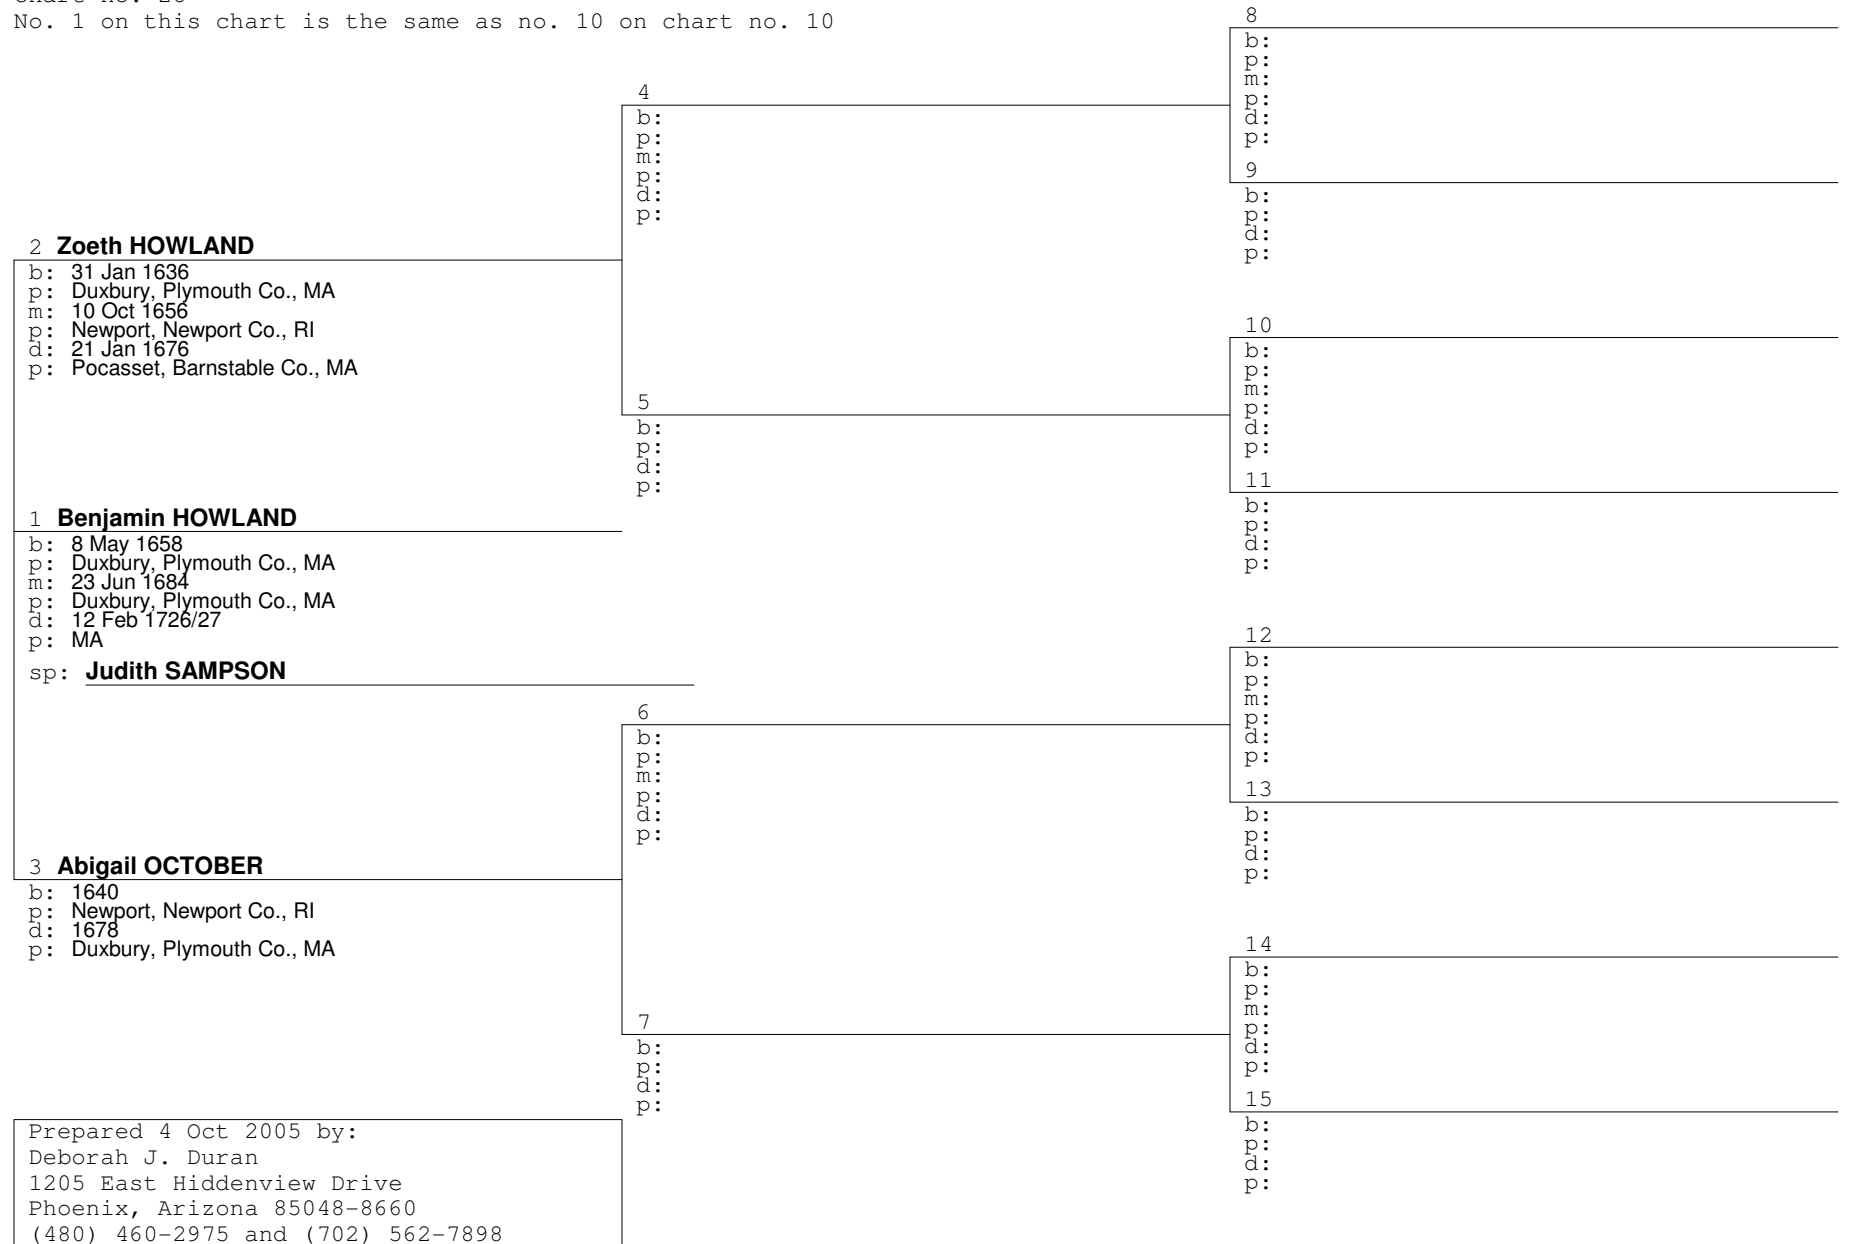 No. 1 on this chart is the same as no. 10 on chart no. 10
8
b:
p:
m:
p:
d:
p:
4
b:
p:
m:
p:
d:
p:
9
b:
p:
d:
p:
2 Zoeth HOWLAND
b: 31 Jan 1636
p: Duxbury, Plymouth Co., MA
m: 10 Oct 1656
p: Newport, Newport Co., RI
d: 21 Jan 1676
p: Pocasset, Barnstable Co., MA
10
b:
p:
m:
p:
d:
p:
5
b:
p:
d:
p:
11
b:
p:
d:
p:
1 Benjamin HOWLAND
b: 8 May 1658
p: Duxbury, Plymouth Co., MA
m: 23 Jun 1684
p: Duxbury, Plymouth Co., MA
d: 12 Feb 1726/27
p: MA
sp: Judith SAMPSON
12
b:
p:
m:
p:
d:
p:
6
b:
p:
m:
p:
d:
p:
13
b:
p:
d:
p:
3 Abigail OCTOBER
b: 1640
p: Newport, Newport Co., RI
d: 1678
p: Duxbury, Plymouth Co., MA
14
b:
p:
m:
p:
d:
p:
7
b:
p:
d:
p:
15
b:
p:
d:
p:
Prepared 4 Oct 2005 by:
Deborah J. Duran
1205 East Hiddenview Drive
Phoenix, Arizona 85048-8660
(480) 460-2975 and (702) 562-7898